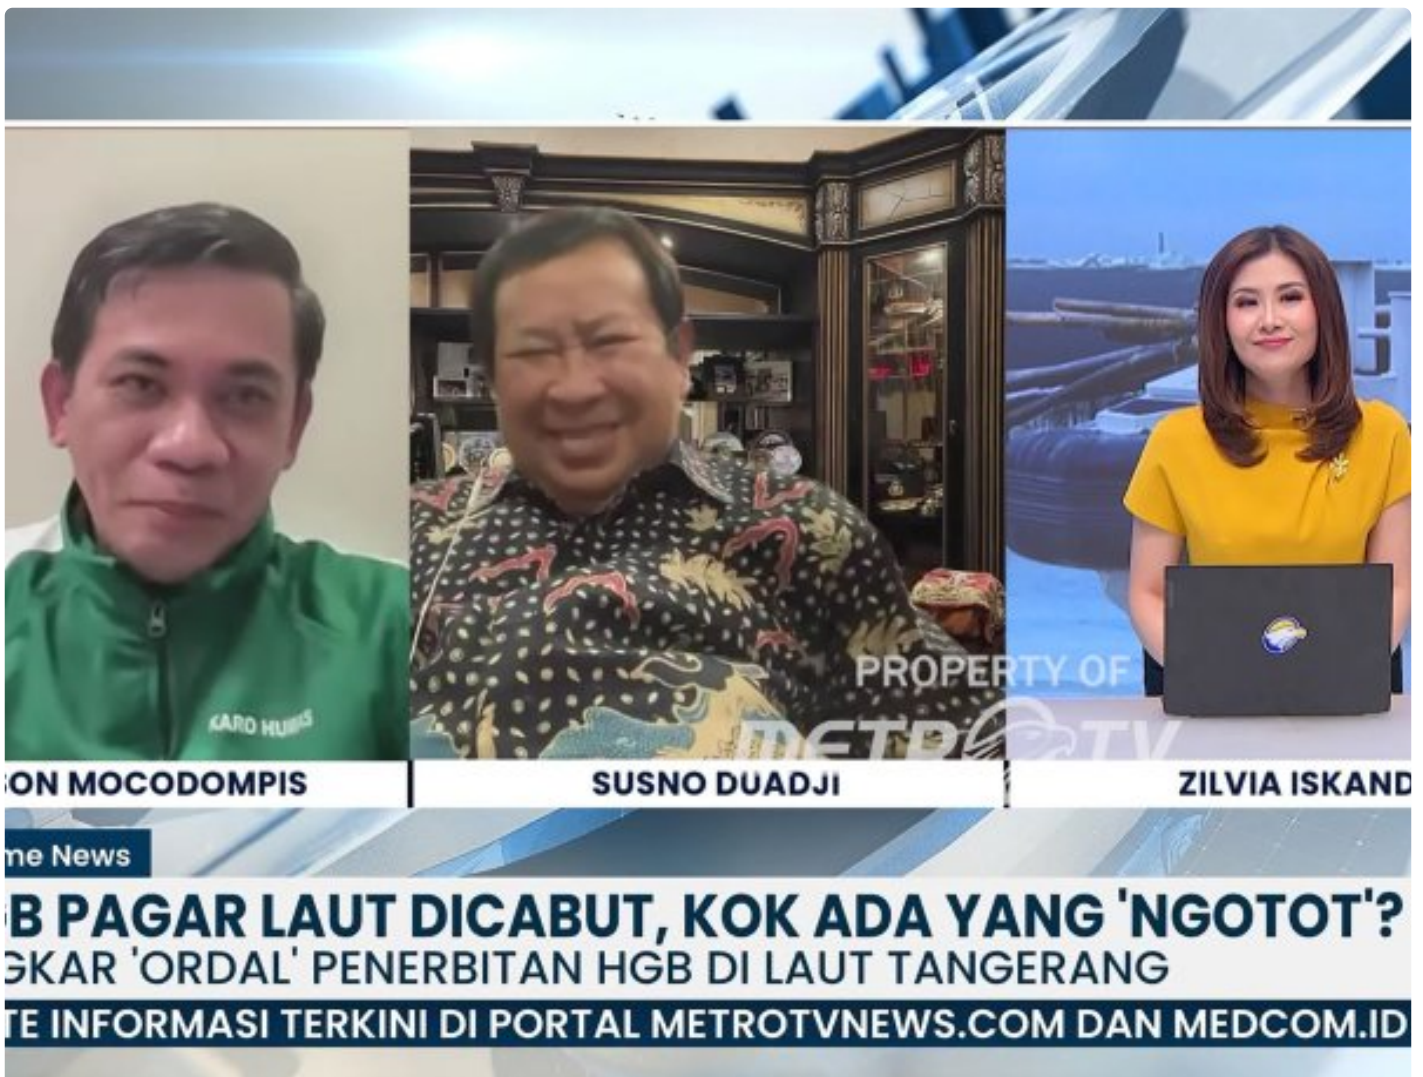 KARO HUMAS
PROPERTY OF
METRO TV
SON MOCODOMPIS
SUSNO DUADJI
ZILVIA ISKAND
me News
GB PAGAR LAUT DICABUT, KOK ADA YANG 'NGOTOT'?
GKAR 'ORDAL' PENERBITAN HGB DI LAUT TANGERANG
TE INFORMASI TERKINI DI PORTAL METROTVNEWS.COM DAN MEDCOM.ID